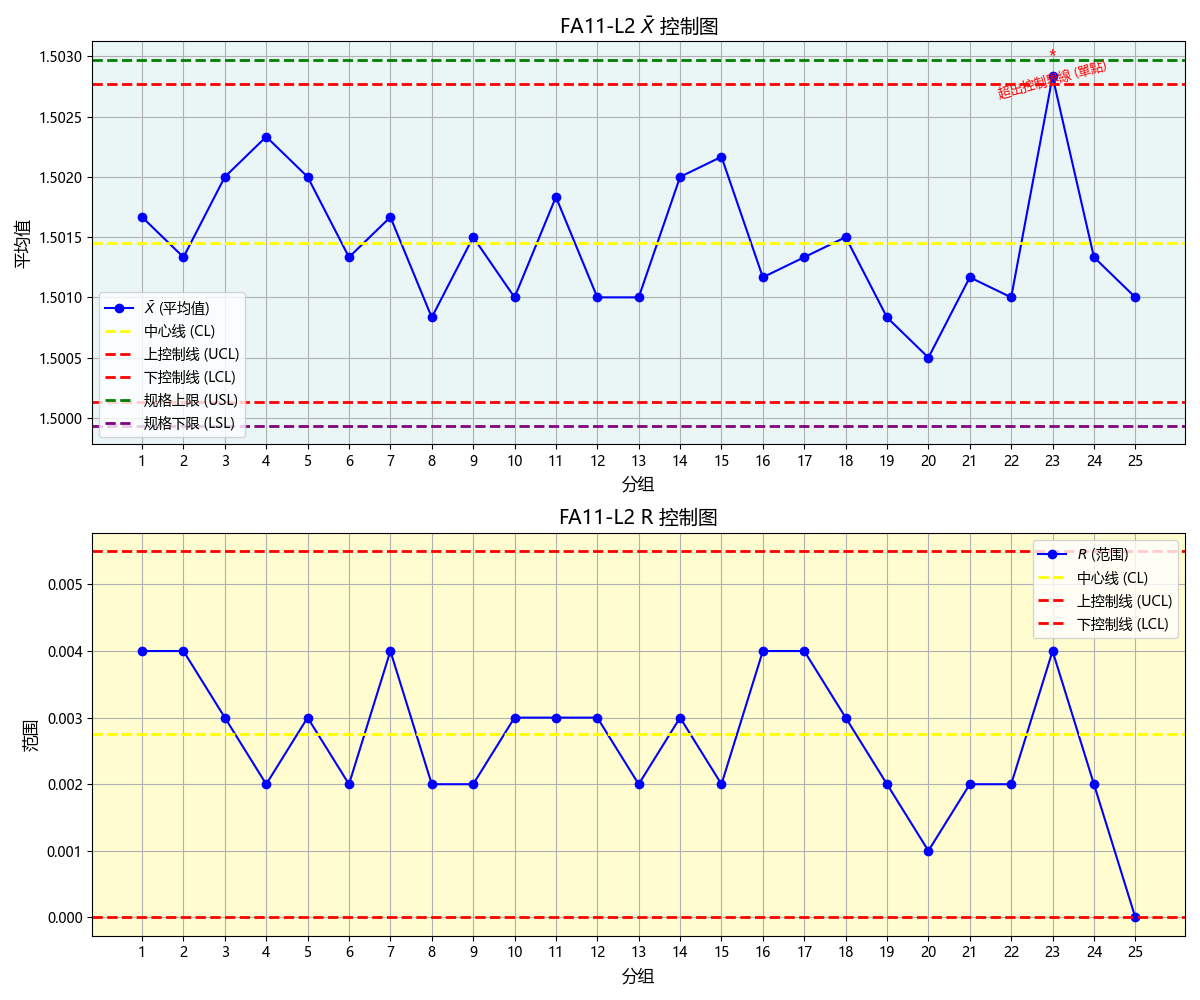 FA11-L2 X̄ 控制图
1.5030
1.5025
1.5020
1.5015
1.5010
1.5005
1.5000
平均值
*
超出控制界線 (單點)
X̄ (平均值)
中心线 (CL)
上控制线 (UCL)
下控制线 (LCL)
规格上限 (USL)
规格下限 (LSL)
1 2 3 4 5 6 7 8 9 10 11 12 13 14 15 16 17 18 19 20 21 22 23 24 25
分组
FA11-L2 R 控制图
0.005
0.004
0.003
0.002
0.001
0.000
范围
R (范围)
中心线 (CL)
上控制线 (UCL)
下控制线 (LCL)
1 2 3 4 5 6 7 8 9 10 11 12 13 14 15 16 17 18 19 20 21 22 23 24 25
分组